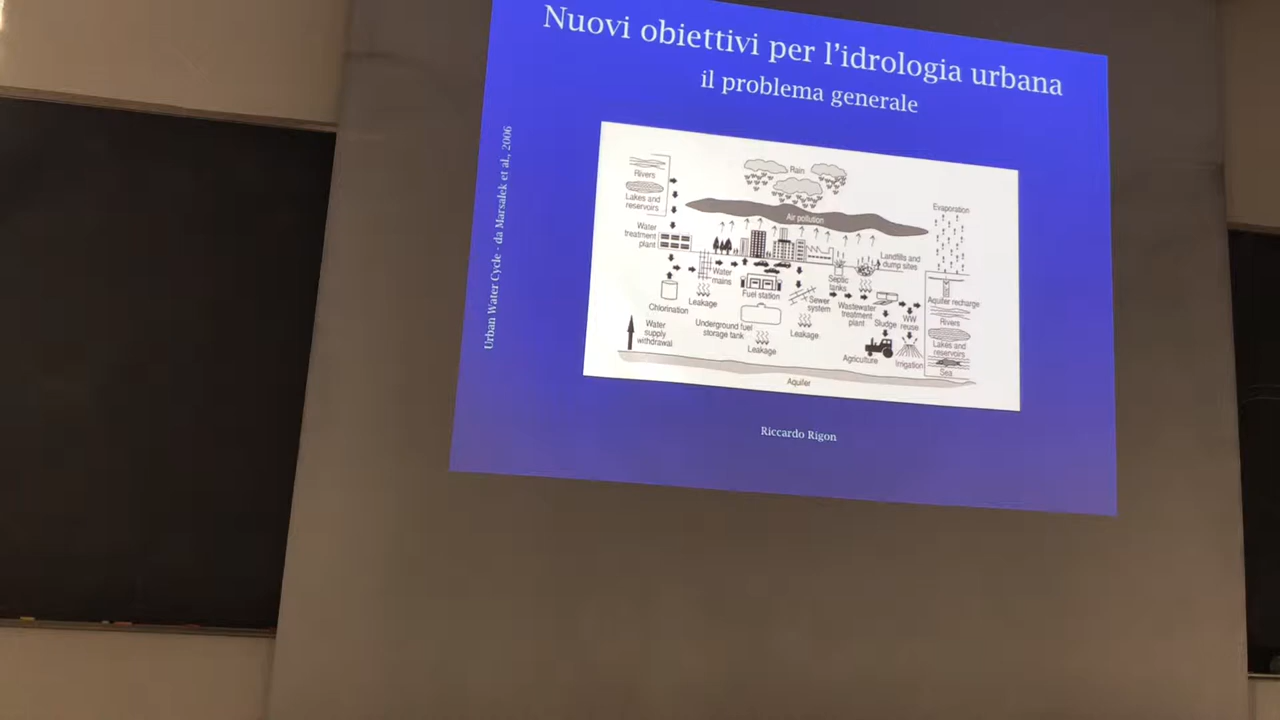 Nuovi obiettivi per l'idrologia urbana
il problema generale
Urban Water Cycle - da Marsalek et al., 2006
Rivers
Lakes and
reservoirs
Rain
Air pollution
Evaporation
Water
treatment
plant
Water
mains
Landfills and
dump sites
Septic
tanks
Fuel station
Leakage
Chlorination
Sewer
system
Wastewater
treatment
plant
Sludge
WW
reuse
Aquifer recharge
Rivers
Lakes and
reservoirs
Sea
Water
supply
withdrawal
Underground fuel
storage tank
Leakage
Leakage
Agriculture
Irrigation
Aquifer
Riccardo Rigon